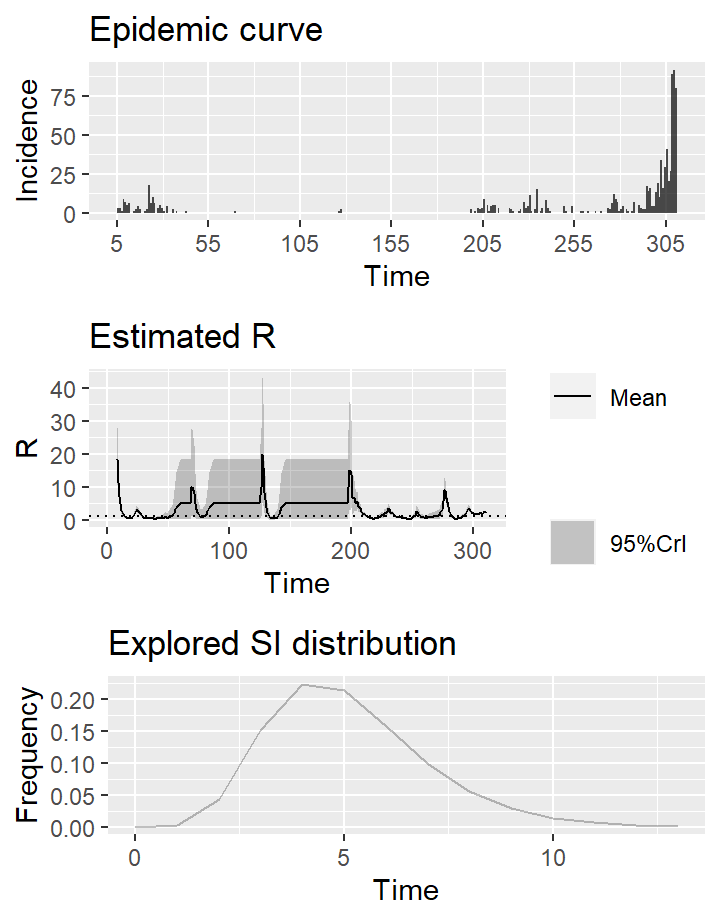 Epidemic curve
Incidence
75
50
25
0
5 55 105 155 205 255 305
Time
Estimated R
R
40
30
20
10
0
0 100 200 300
Time
Mean
95%CrI
Explored SI distribution
Frequency
0.20
0.15
0.10
0.05
0.00
0 5 10
Time